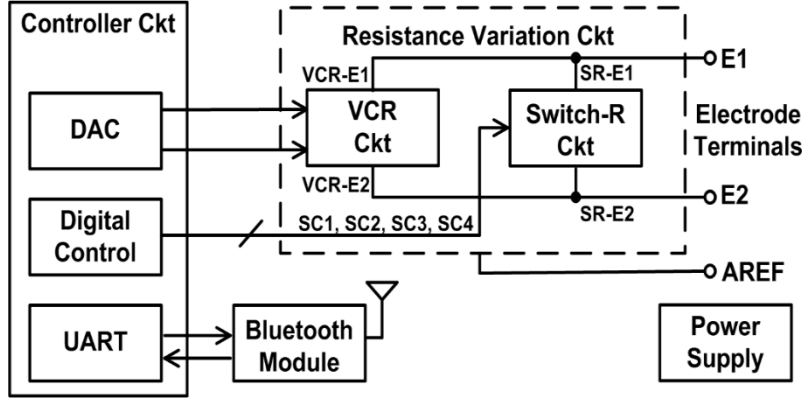 Controller Ckt
Resistance Variation Ckt
E1
VCR-E1
SR-E1
DAC
VCR
Ckt
Switch-R
Ckt
Electrode
Terminals
VCR-E2
E2
SR-E2
Digital
Control
SC1, SC2, SC3, SC4
AREF
UART
Bluetooth
Module
Power
Supply